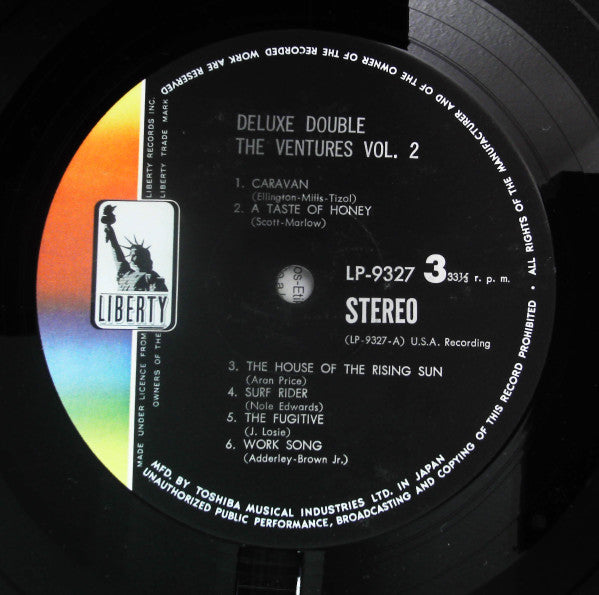 DELUXE DOUBLE
THE VENTURES VOL. 2
1. CARAVAN
(Ellington-Mills-Tizol)
2. A TASTE OF HONEY
(Scott-Marlow)
LIBERTY
LP-9327 3 33⅓ r. p. m.
STEREO
(LP-9327-A) U.S.A. Recording
3. THE HOUSE OF THE RISING SUN
(Aran Price)
4. SURF RIDER
(Nole Edwards)
5. THE FUGITIVE
(J. Losie)
6. WORK SONG
(Adderley-Brown Jr.)
MADE UNDER LICENCE FROM LIBERTY RECORDS INC.
OWNERS OF THE LIBERTY TRADE MARK
MFD. BY TOSHIBA MUSICAL INDUSTRIES LTD. IN JAPAN
ALL RIGHTS OF THE MANUFACTURER AND OF THE OWNER OF THE RECORDED WORK ARE RESERVED
UNAUTHORIZED PUBLIC PERFORMANCE, BROADCASTING AND COPYING OF THIS RECORD PROHIBITED •